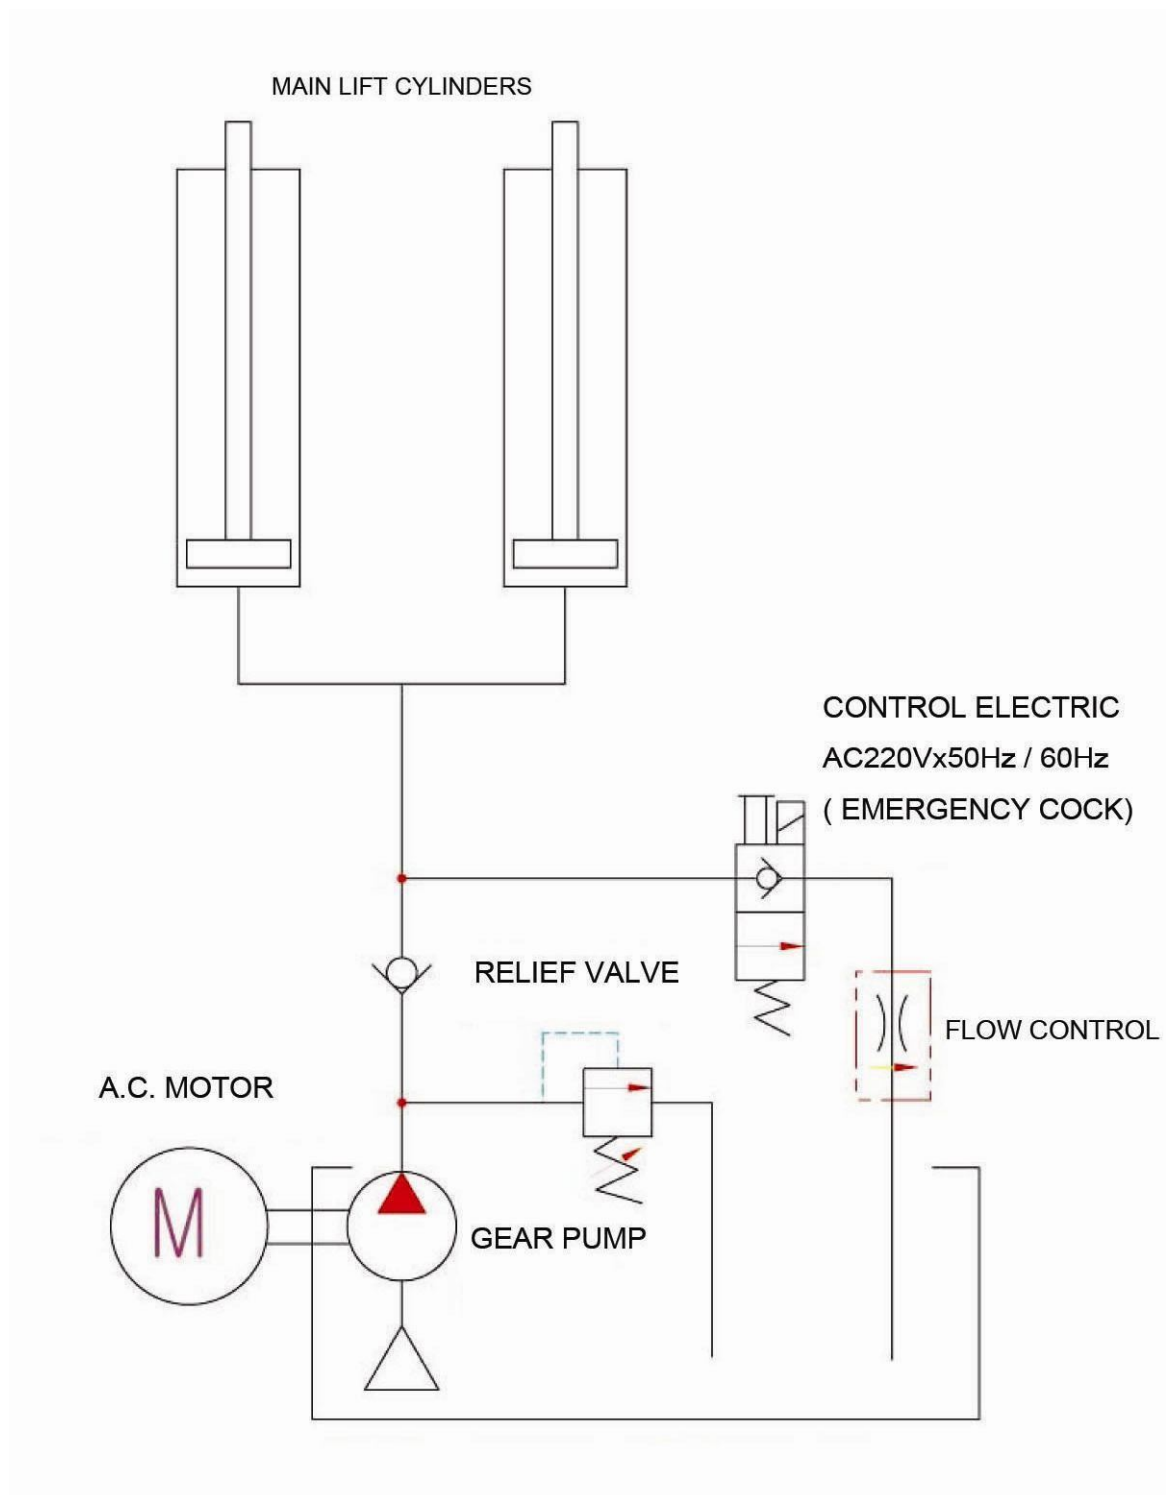 MAIN LIFT CYLINDERS
CONTROL ELECTRIC
AC220Vx50Hz / 60Hz
( EMERGENCY COCK)
RELIEF VALVE
FLOW CONTROL
A.C. MOTOR
M
GEAR PUMP